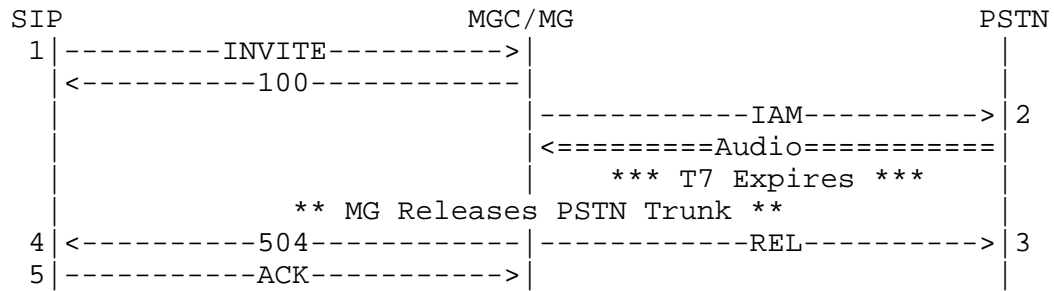 SIP MGC/MG PSTN
1|---------INVITE---------->| |
|<----------100------------| |
| |------------IAM---------->|2
| |<=========Audio===========|
| | *** T7 Expires *** |
| ** MG Releases PSTN Trunk ** |
4|<----------504------------|------------REL---------->|3
5|-----------ACK----------->| |